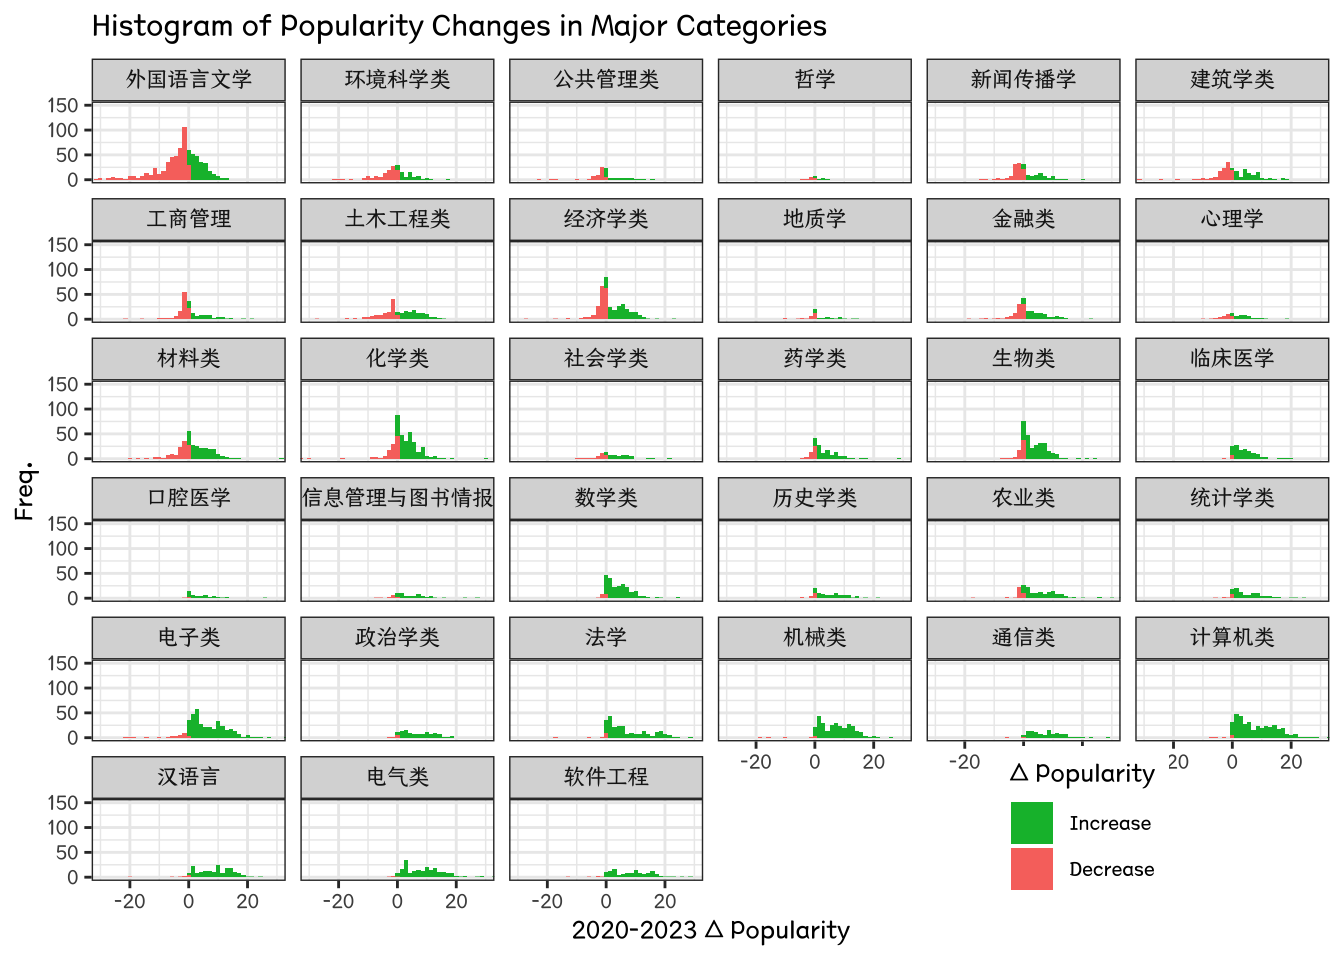 Histogram of Popularity Changes in Major Categories
外国语言文学 环境科学类 公共管理类 哲学 新闻传播学 建筑学类
150
100
50
0
工商管理 土木工程类 经济学类 地质学 金融类 心理学
150
100
50
0
材料类 化学类 社会学类 药学类 生物类 临床医学
150
100
50
0
Freq.
口腔医学 信息管理与图书情报 数学类 历史学类 农业类 统计学类
150
100
50
0
电子类 政治学类 法学 机械类 通信类 计算机类
150
100
50
0
-20 0 20 -20 20 0 20
汉语言 电气类 软件工程
150
100
50
0
-20 0 20 -20 0 20 -20 0 20
△ Popularity
Increase
Decrease
2020-2023 △ Popularity